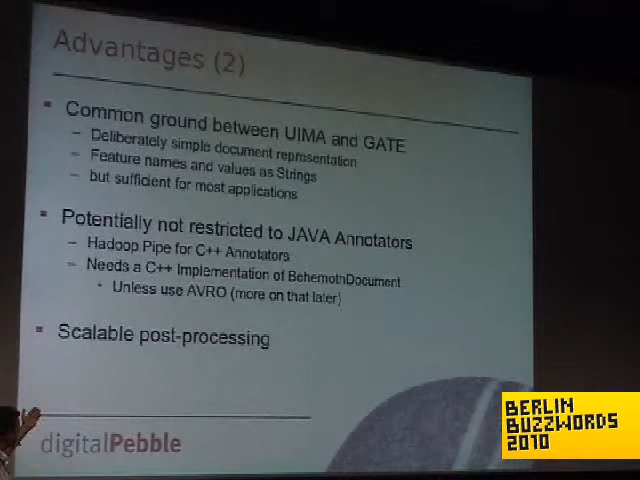 Advantages (2)
Common ground between UIMA and GATE
– Deliberately simple document representation
– Feature names and values as Strings
– but sufficient for most applications
Potentially not restricted to JAVA Annotators
– Hadoop Pipe for C++ Annotators
– Needs a C++ Implementation of BehemothDocument
Unless use AVRO (more on that later)
Scalable post-processing
digitalPebble
BERLIN
BUZZWORDS
2010